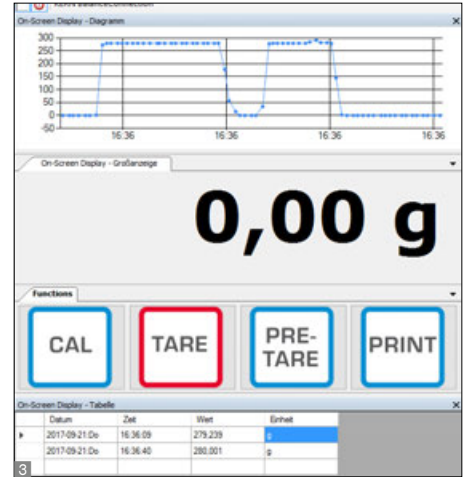 KERN BalanceConnection
On-Screen Display - Diagramm
300
250
200
150
100
50
0
-50
16:36 16:36 16:36 16:36
On-Screen Display - Großanzeige
0,00 g
Functions
CAL TARE PRE-TARE PRINT
On-Screen Display - Tabelle
Datum Zeit Wert Einheit
2017-09-21:Do 16:36:09 279,239 g
2017-09-21:Do 16:36:40 280,001 g
3